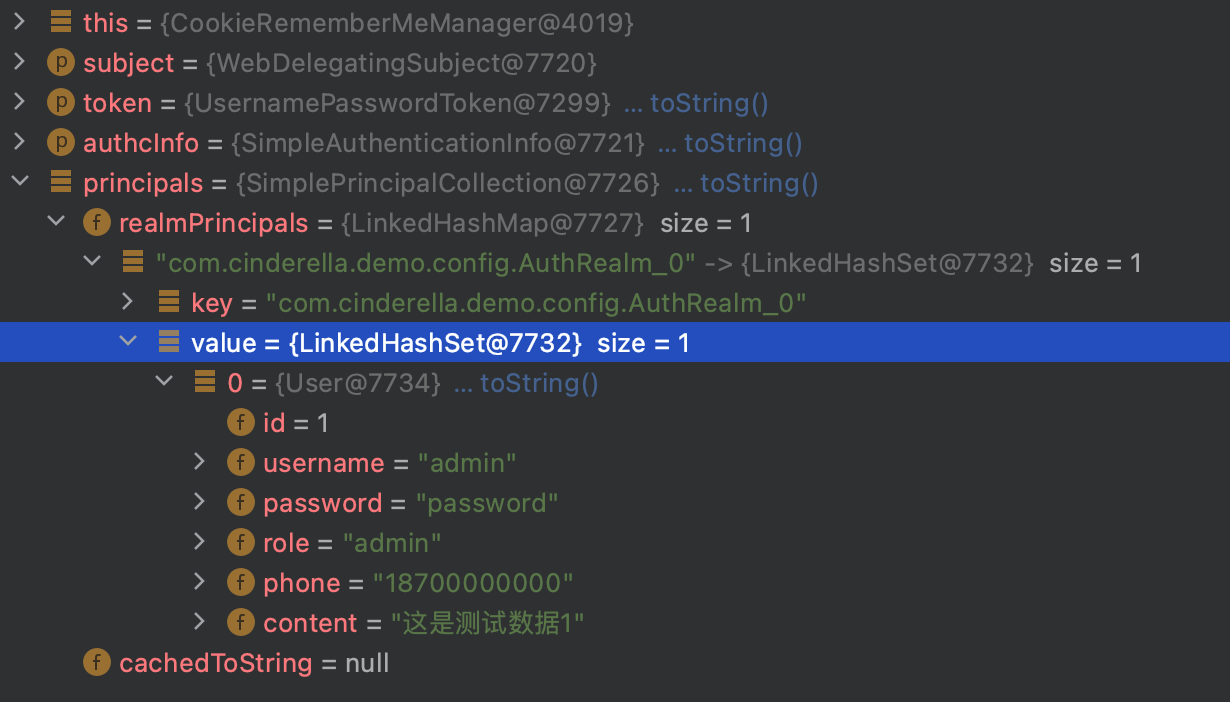 this = {CookieRememberMeManager@4019}
p subject = {WebDelegatingSubject@7720}
p token = {UsernamePasswordToken@7299} ... toString()
p authcInfo = {SimpleAuthenticationInfo@7721} ... toString()
principals = {SimplePrincipalCollection@7726} ... toString()
f realmPrincipals = {LinkedHashMap@7727} size = 1
"com.cinderella.demo.config.AuthRealm_0" -> {LinkedHashSet@7732} size = 1
key = "com.cinderella.demo.config.AuthRealm_0"
value = {LinkedHashSet@7732} size = 1
0 = {User@7734} ... toString()
f id = 1
f username = "admin"
f password = "password"
f role = "admin"
f phone = "18700000000"
f content = "这是测试数据1"
f cachedToString = null